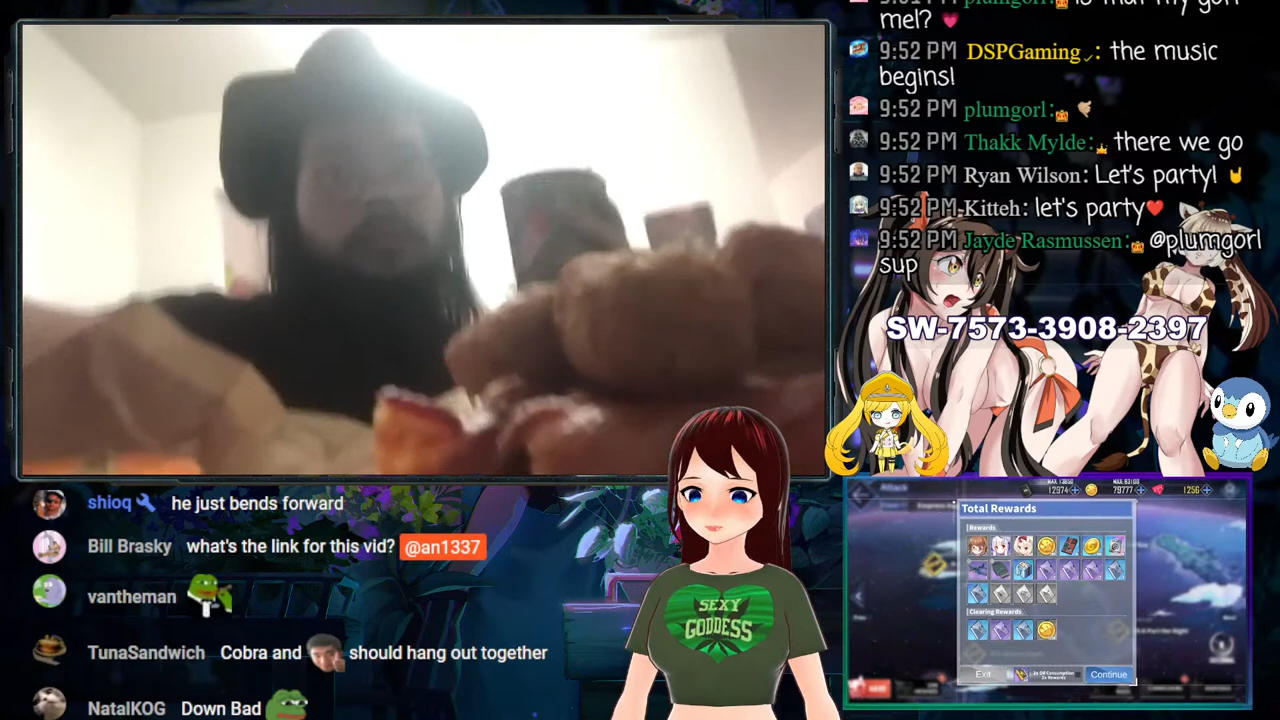 mel?
9:52 PM DSPGaming: the music
begins!
9:52 PM plumgorl:
9:52 PM Thakk Mylde: there we go
9:52 PM Ryan Wilson: Let's party! 🤘
9:52 PM Kitteh: let's party❤
9:52 PM Jayde Rasmussen: @plumgorl
sup
SW-7573-3908-2397
shioq he just bends forward
Bill Brasky what's the link for this vid? @an1337
vantheman
TunaSandwich Cobra and should hang out together
NatalKOG Down Bad
SEXY
GODDESS
Attack
12974 79777 1256
Total Rewards
Rewards
Clearing Rewards
Exit
Continue